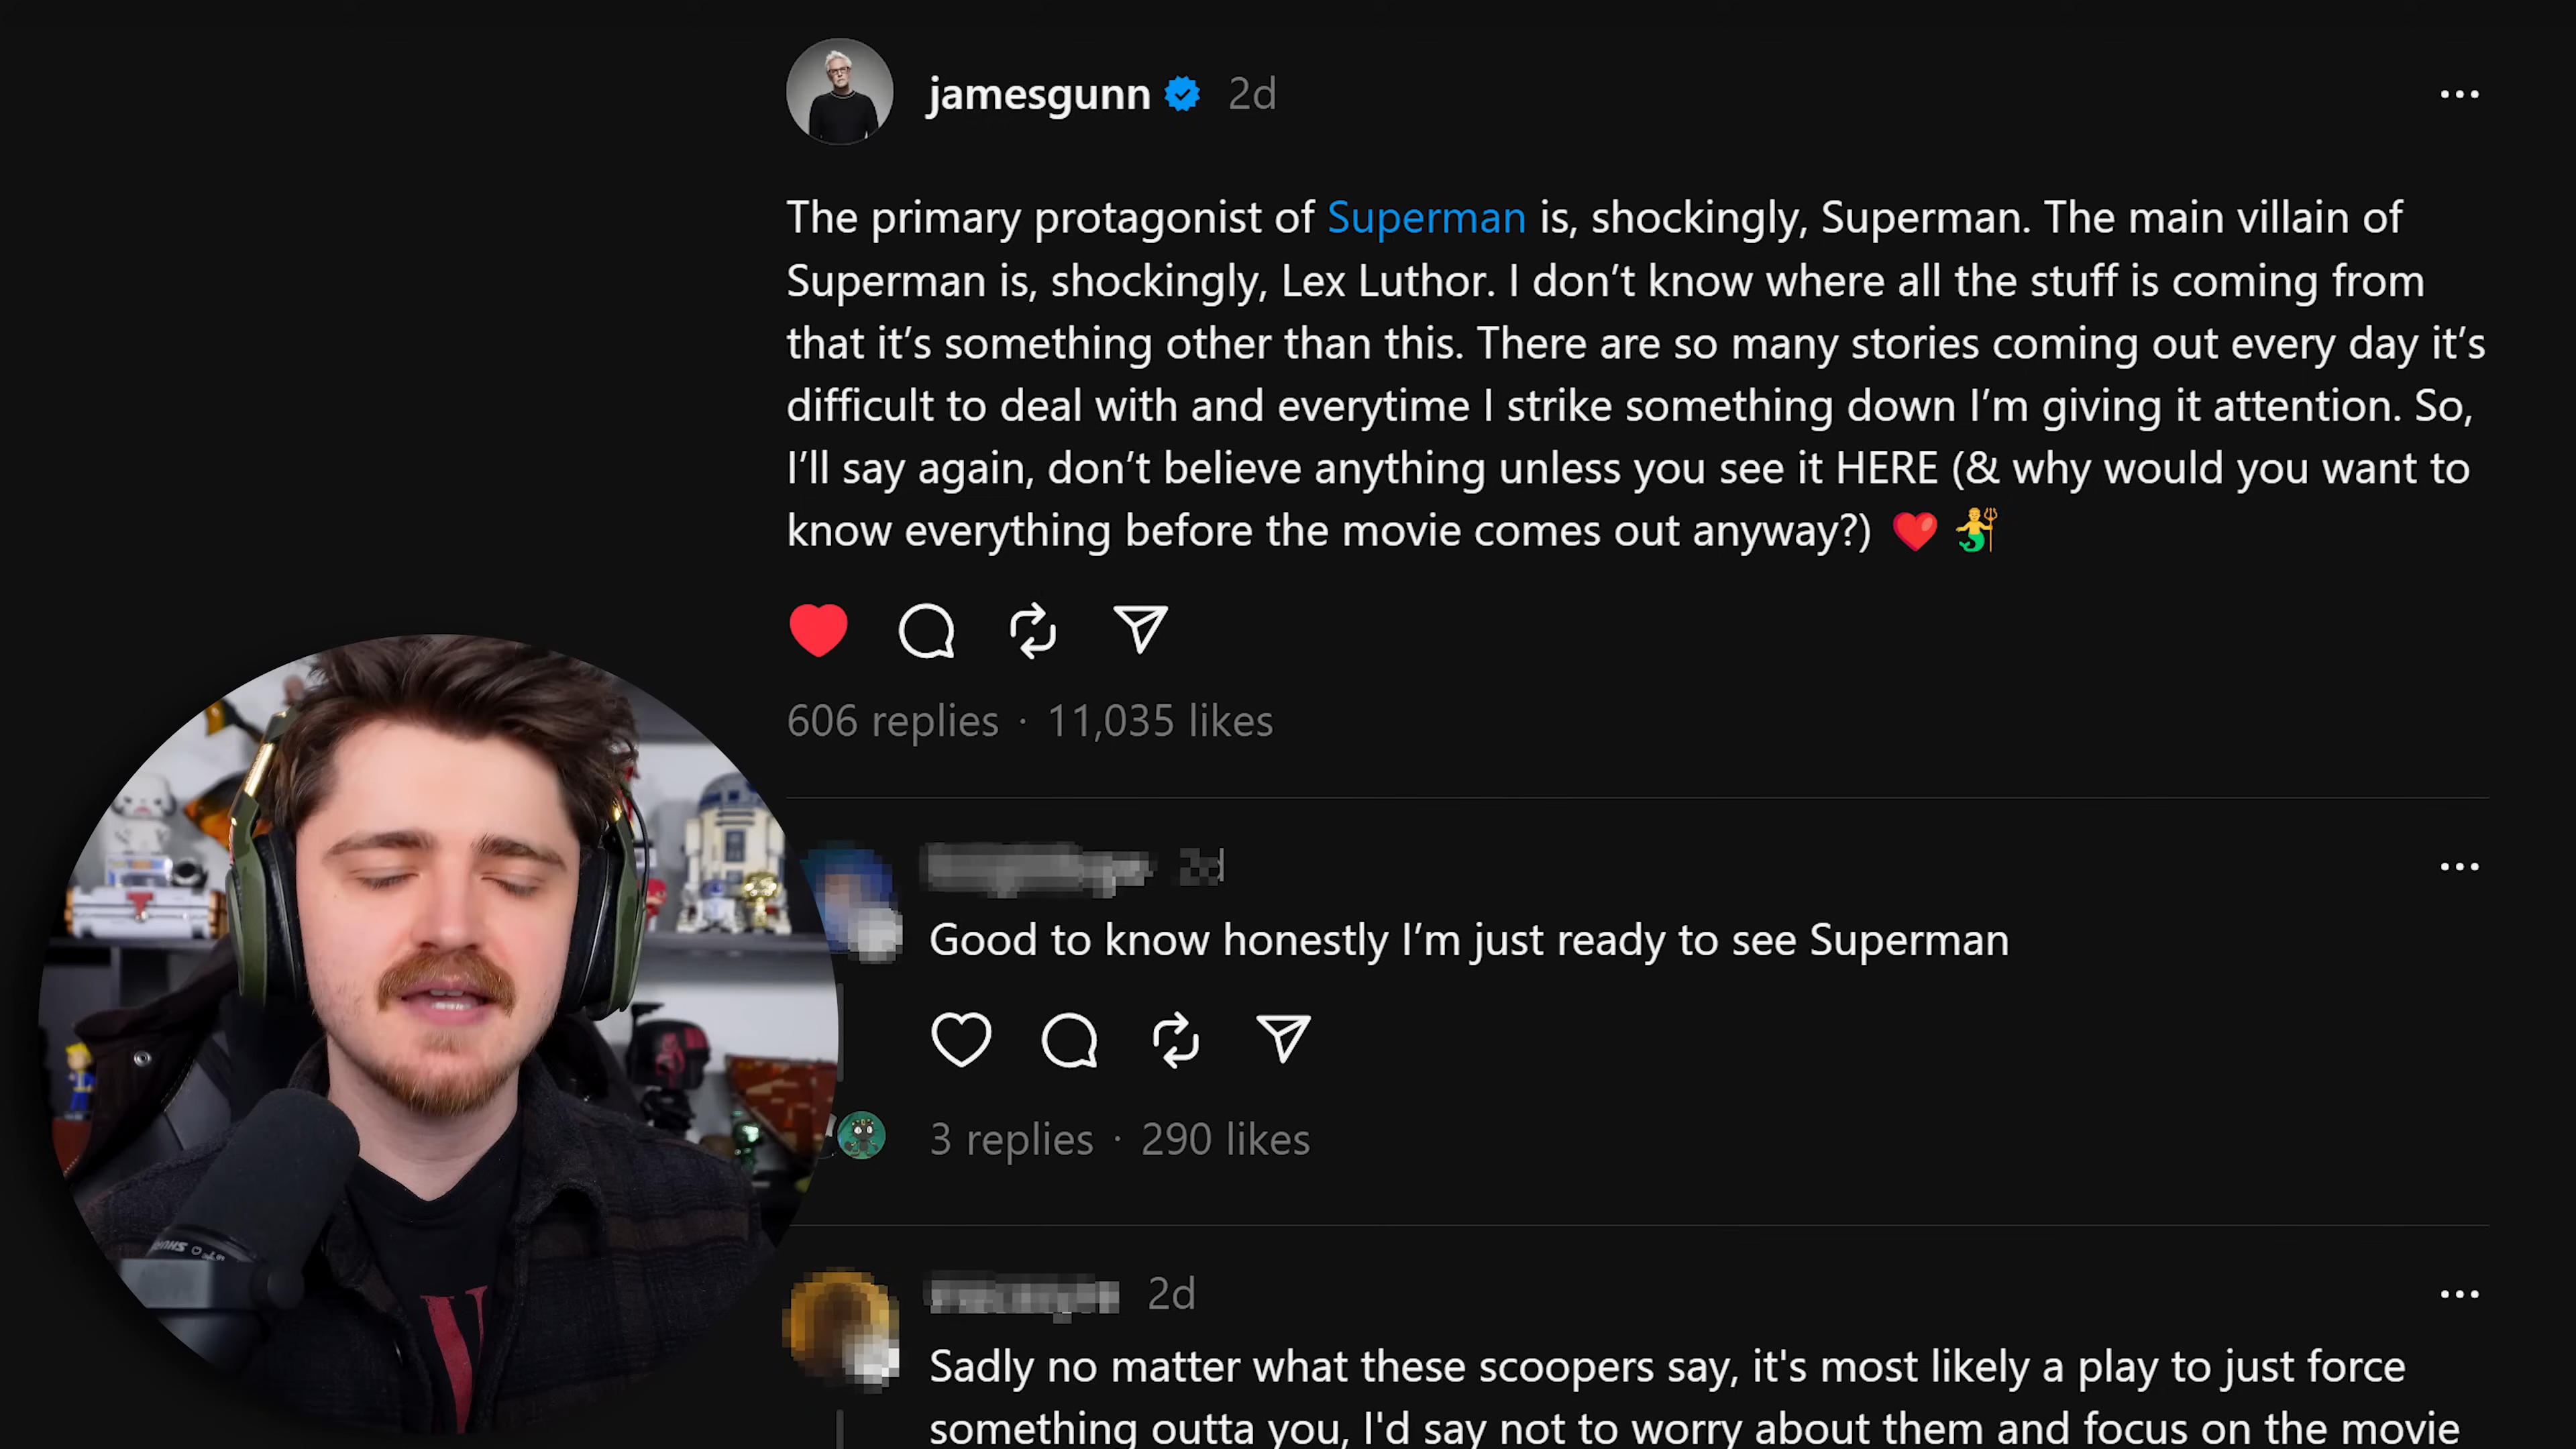 jamesgunn 2d
The primary protagonist of Superman is, shockingly, Superman. The main villain of
Superman is, shockingly, Lex Luthor. I don’t know where all the stuff is coming from
that it’s something other than this. There are so many stories coming out every day it’s
difficult to deal with and everytime I strike something down I’m giving it attention. So,
I’ll say again, don’t believe anything unless you see it HERE (& why would you want to
know everything before the movie comes out anyway?) ❤️ 🧜‍♂️
606 replies · 11,035 likes
2d
Good to know honestly I’m just ready to see Superman
3 replies · 290 likes
2d
Sadly no matter what these scoopers say, it's most likely a play to just force
something outta you, I'd say not to worry about them and focus on the movie